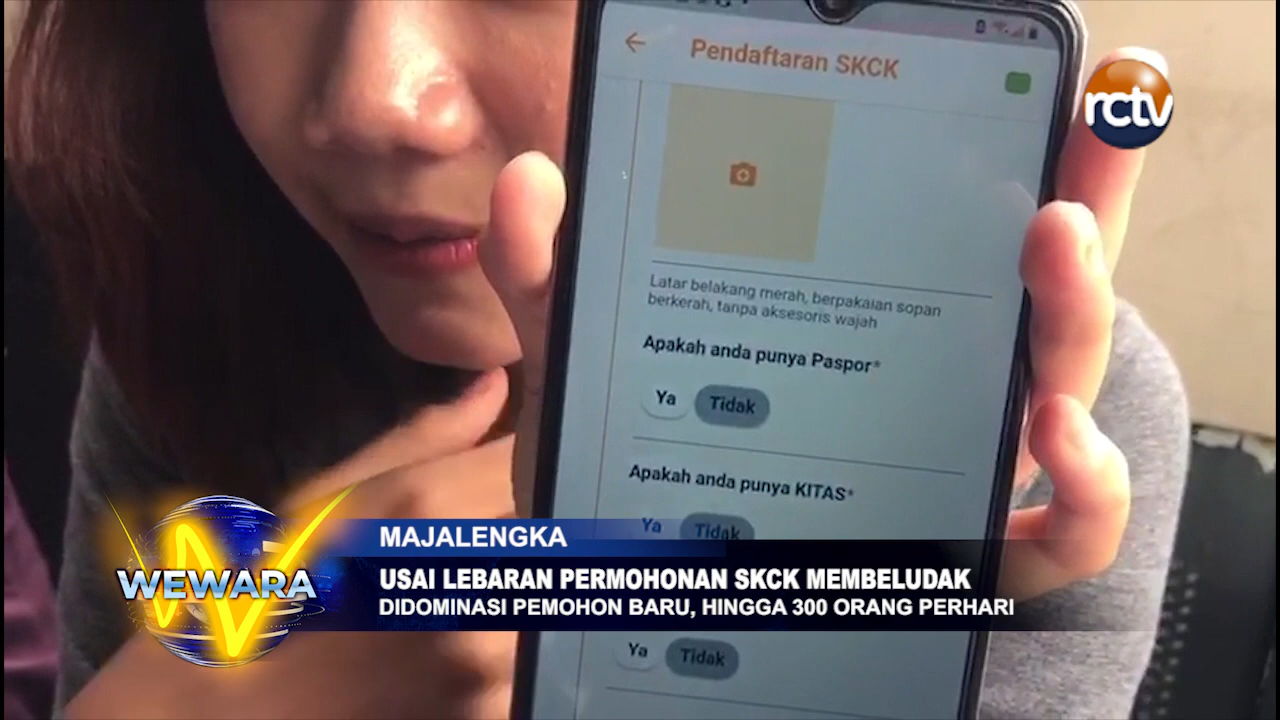 Pendaftaran SKCK
rctv
Latar belakang merah, berpakaian sopan
berkerah, tanpa aksesoris wajah
Apakah anda punya Paspor*
Ya Tidak
Apakah anda punya KITAS*
Ya Tidak
MAJALENGKA
WEWARA
USAI LEBARAN PERMOHONAN SKCK MEMBELUDAK
DIDOMINASI PEMOHON BARU, HINGGA 300 ORANG PERHARI
Ya Tidak